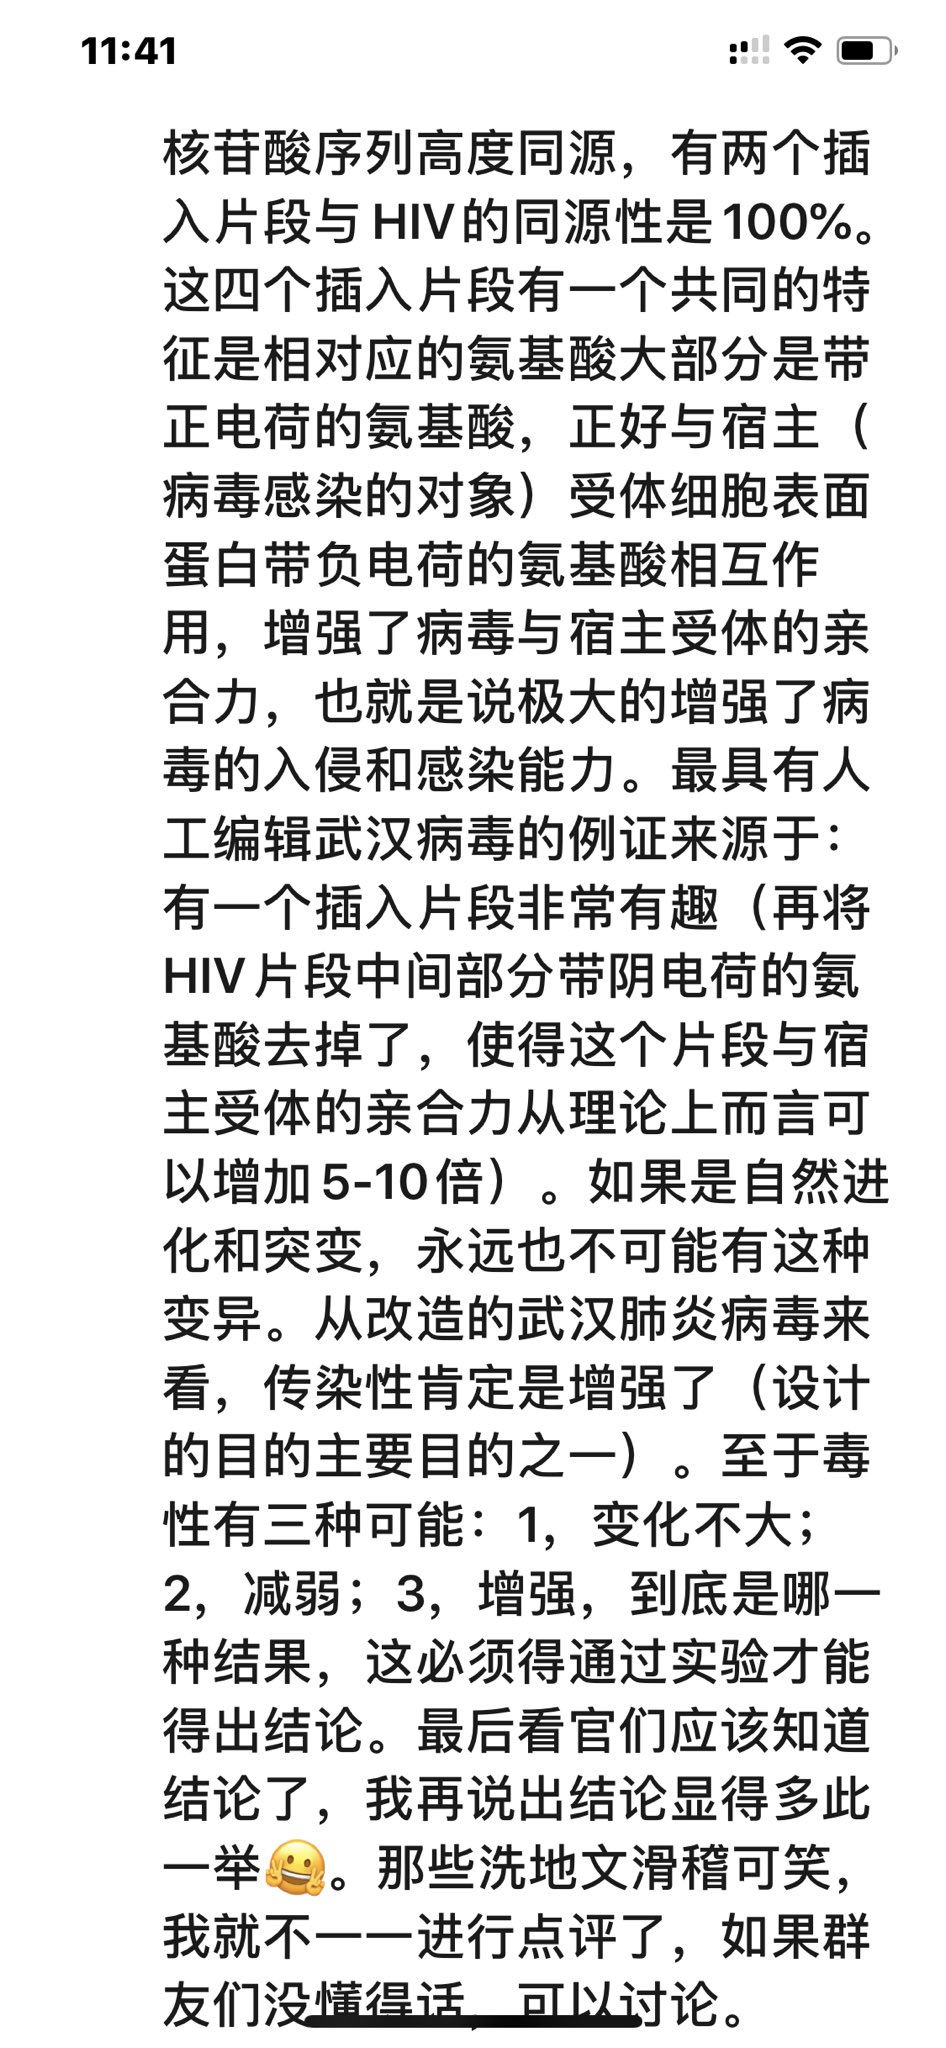 11:41
核苷酸序列高度同源，有两个插
入片段与HIV的同源性是100%。
这四个插入片段有一个共同的特
征是相对应的氨基酸大部分是带
正电荷的氨基酸，正好与宿主（
病毒感染的对象）受体细胞表面
蛋白带负电荷的氨基酸相互作
用，增强了病毒与宿主受体的亲
合力，也就是说极大的增强了病
毒的入侵和感染能力。最具有人
工编辑武汉病毒的例证来源于：
有一个插入片段非常有趣（再将
HIV片段中间部分带阴电荷的氨
基酸去掉了，使得这个片段与宿
主受体的亲合力从理论上而言可
以增加5-10倍）。如果是自然进
化和突变，永远也不可能有这种
变异。从改造的武汉肺炎病毒来
看，传染性肯定是增强了（设计
的目的主要目的之一）。至于毒
性有三种可能：1，变化不大；
2，减弱；3，增强，到底是哪一
种结果，这必须得通过实验才能
得出结论。最后看官们应该知道
结论了，我再说出结论显得多此
一举🤗。那些洗地文滑稽可笑，
我就不一一进行点评了，如果群
友们没懂得话，可以讨论。